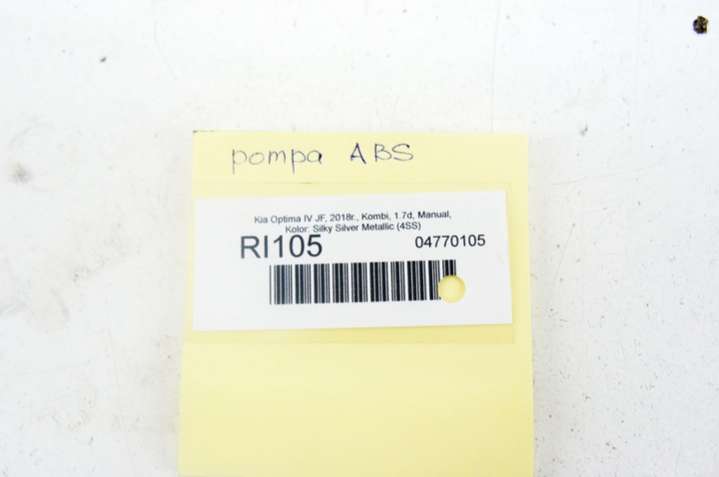 pompa ABS
Kia Optima IV JF, 2018r., Kombi, 1.7d, Manual,
Kolor: Silky Silver Metallic (4SS)
RI105 04770105